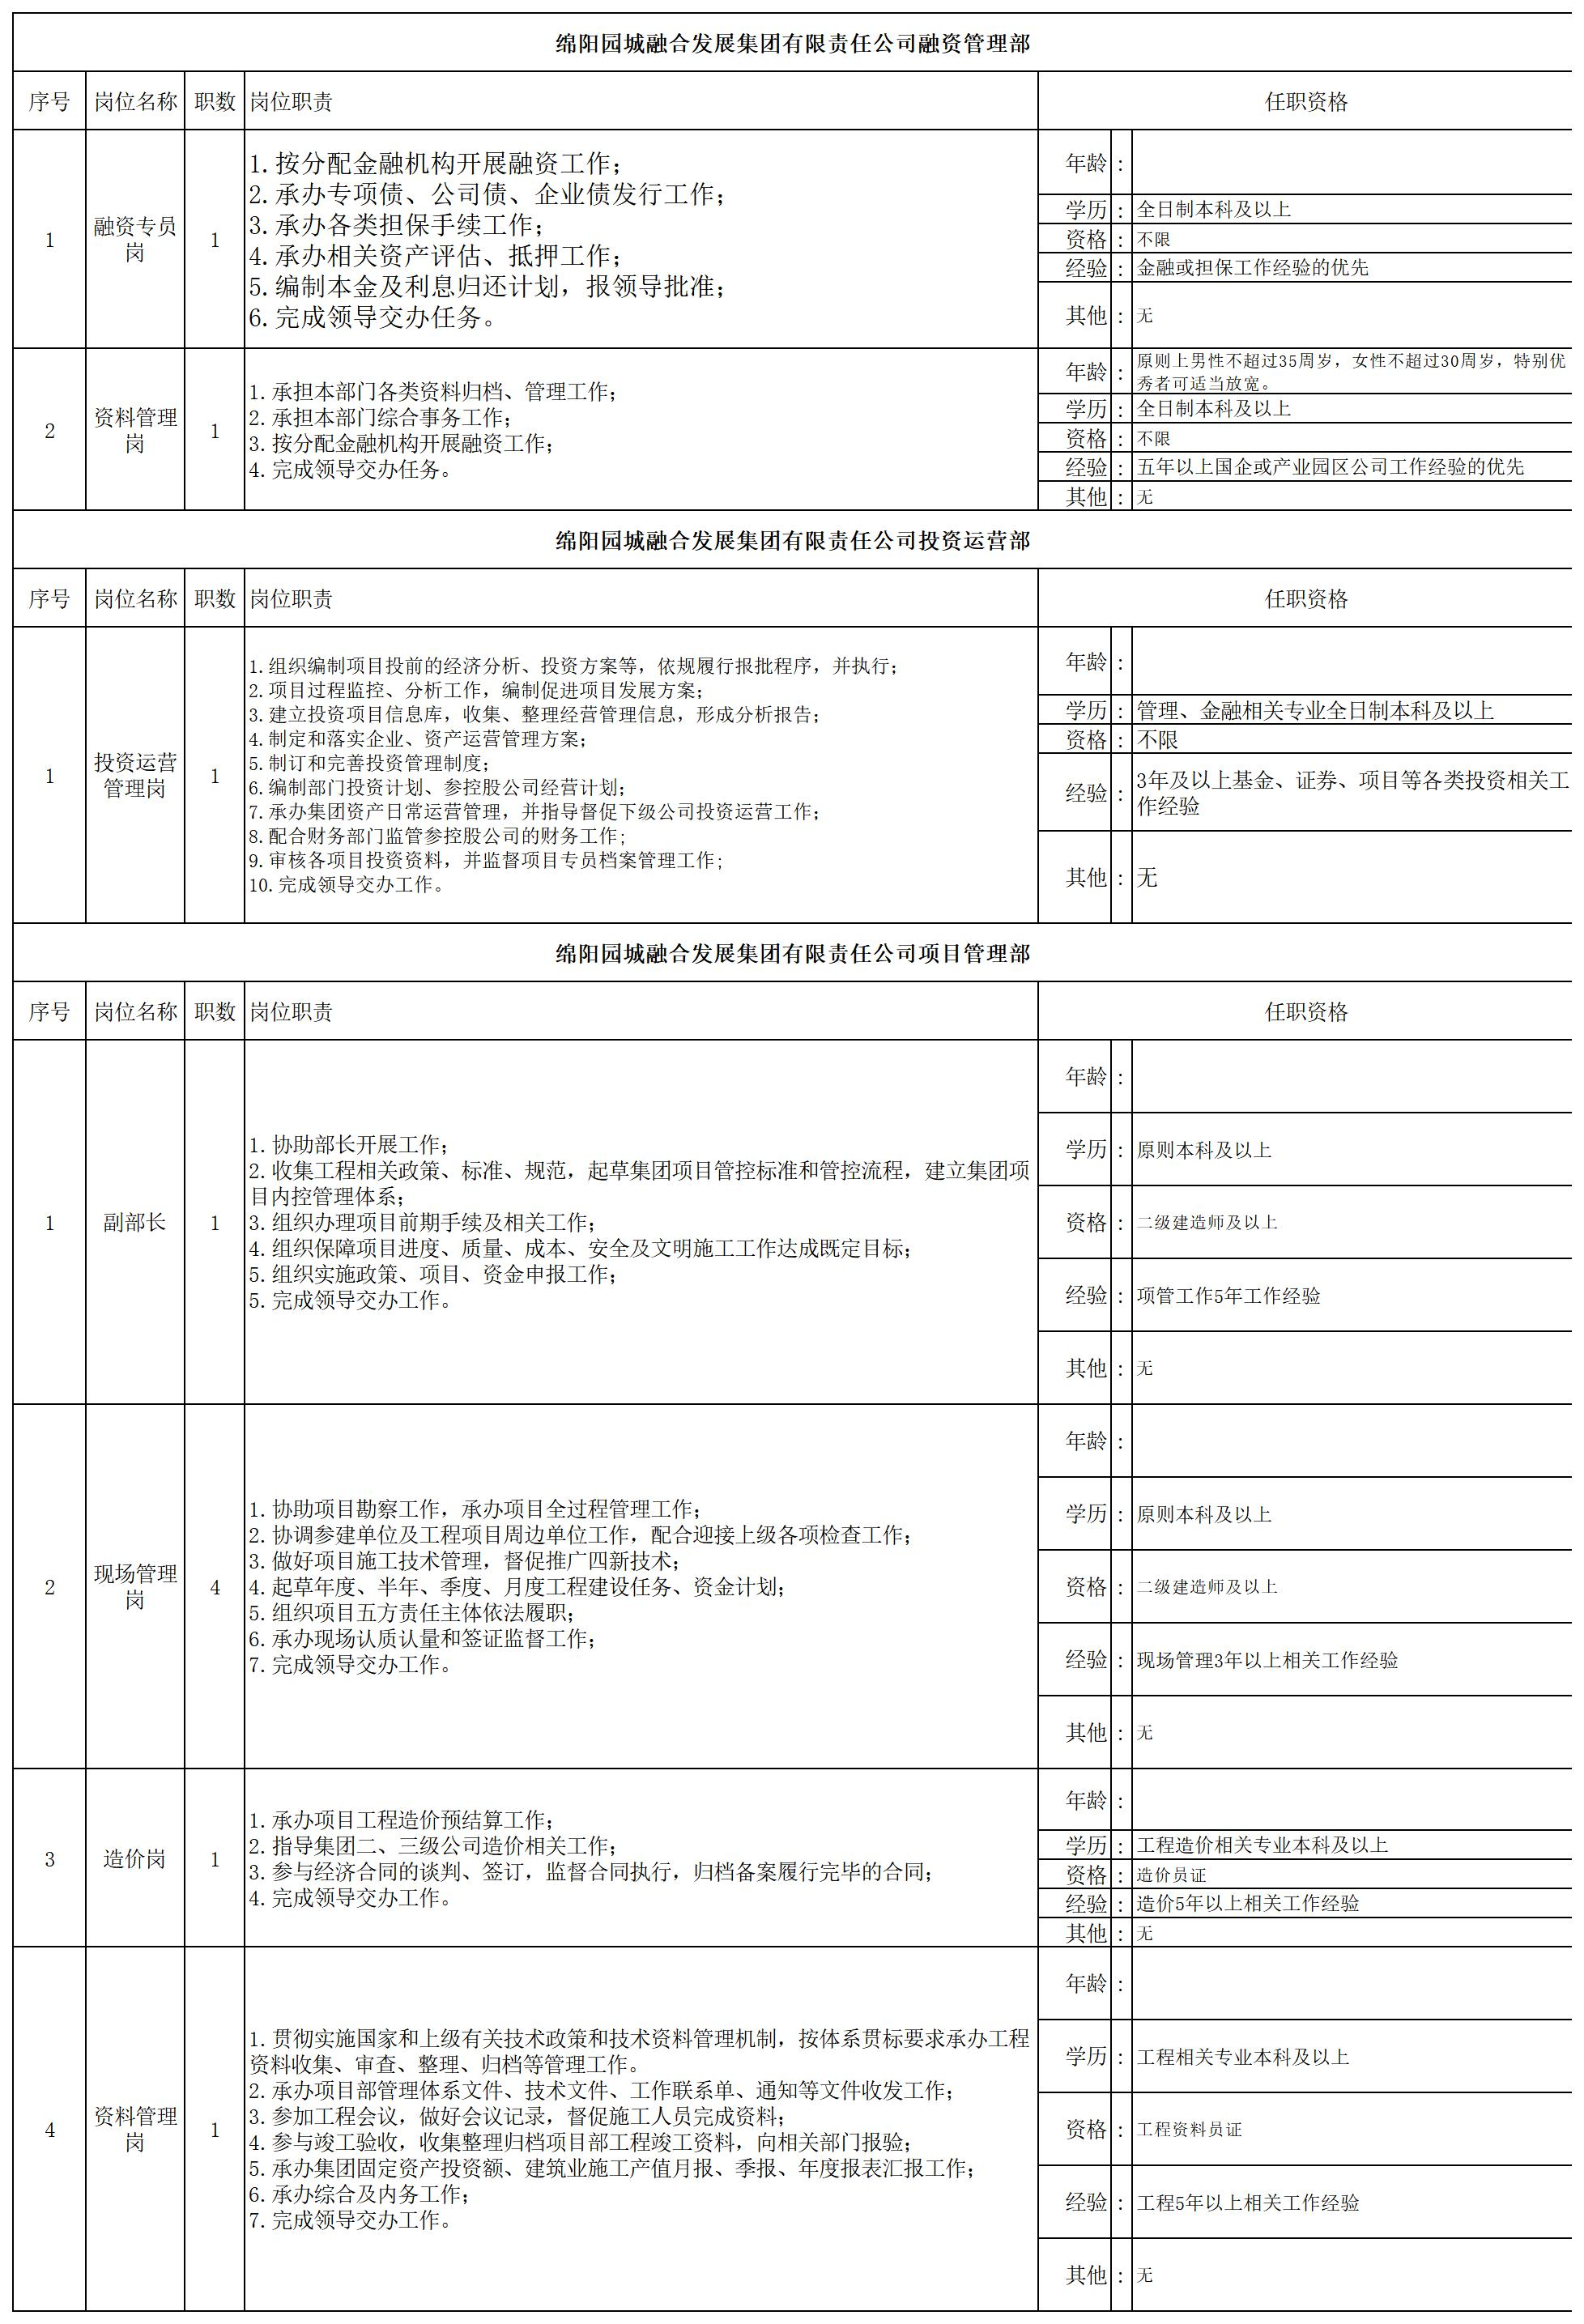 绵阳园城融合发展集团有限责任公司融资管理部
序号 岗位名称 职数 岗位职责 任职资格
1 融资专员岗 1
1.按分配金融机构开展融资工作；
2.承办专项债、公司债、企业债发行工作；
3.承办各类担保手续工作；
4.承办相关资产评估、抵押工作；
5.编制本金及利息归还计划，报领导批准；
6.完成领导交办任务。
年龄：
学历：全日制本科及以上
资格：不限
经验：金融或担保工作经验的优先
其他：无
2 资料管理岗 1
1.承担本部门各类资料归档、管理工作；
2.承担本部门综合事务工作；
3.按分配金融机构开展融资工作；
4.完成领导交办任务。
年龄：原则上男性不超过35周岁，女性不超过30周岁，特别优
秀者可适当放宽。
学历：全日制本科及以上
资格：不限
经验：五年以上国企或产业园区公司工作经验的优先
其他：无
绵阳园城融合发展集团有限责任公司投资运营部
序号 岗位名称 职数 岗位职责 任职资格
1 投资运营管理岗 1
1.组织编制项目投前的经济分析、投资方案等，依规履行报批程序，并执行；
2.项目过程监控、分析工作，编制促进项目发展方案；
3.建立投资项目信息库，收集、整理经营管理信息，形成分析报告；
4.制定和落实企业、资产运营管理方案；
5.制订和完善投资管理制度；
6.编制部门投资计划、参控股公司经营计划；
7.承办集团资产日常运营管理，并指导督促下级公司投资运营工作；
8.配合财务部门监管参控股公司的财务工作;
9.审核各项目投资资料，并监督项目专员档案管理工作;
10.完成领导交办工作。
年龄：
学历：管理、金融相关专业全日制本科及以上
资格：不限
经验：3年及以上基金、证券、项目等各类投资相关工
作经验
其他：无
绵阳园城融合发展集团有限责任公司项目管理部
序号 岗位名称 职数 岗位职责 任职资格
1 副部长 1
1.协助部长开展工作；
2.收集工程相关政策、标准、规范，起草集团项目管控标准和管控流程，建立集团项
目内控管理体系；
3.组织办理项目前期手续及相关工作；
4.组织保障项目进度、质量、成本、安全及文明施工工作达成既定目标；
5.组织实施政策、项目、资金申报工作；
5.完成领导交办工作。
年龄：
学历：原则本科及以上
资格：二级建造师及以上
经验：项管工作5年工作经验
其他：无
2 现场管理岗 4
1.协助项目勘察工作，承办项目全过程管理工作；
2.协调参建单位及工程项目周边单位工作，配合迎接上级各项检查工作；
3.做好项目施工技术管理，督促推广四新技术；
4.起草年度、半年、季度、月度工程建设任务、资金计划；
5.组织项目五方责任主体依法履职；
6.承办现场认质认量和签证监督工作；
7.完成领导交办工作。
年龄：
学历：原则本科及以上
资格：二级建造师及以上
经验：现场管理3年以上相关工作经验
其他：无
3 造价岗 1
1.承办项目工程造价预结算工作；
2.指导集团二、三级公司造价相关工作；
3.参与经济合同的谈判、签订，监督合同执行，归档备案履行完毕的合同；
4.完成领导交办工作。
年龄：
学历：工程造价相关专业本科及以上
资格：造价员证
经验：造价5年以上相关工作经验
其他：无
4 资料管理岗 1
1.贯彻实施国家和上级有关技术政策和技术资料管理机制，按体系贯标要求承办工程
资料收集、审查、整理、归档等管理工作。
2.承办项目部管理体系文件、技术文件、工作联系单、通知等文件收发工作；
3.参加工程会议，做好会议记录，督促施工人员完成资料；
4.参与竣工验收，收集整理归档项目部工程竣工资料，向相关部门报验；
5.承办集团固定资产投资额、建筑业施工产值月报、季报、年度报表汇报工作；
6.承办综合及内务工作；
7.完成领导交办工作。
年龄：
学历：工程相关专业本科及以上
资格：工程资料员证
经验：工程5年以上相关工作经验
其他：无